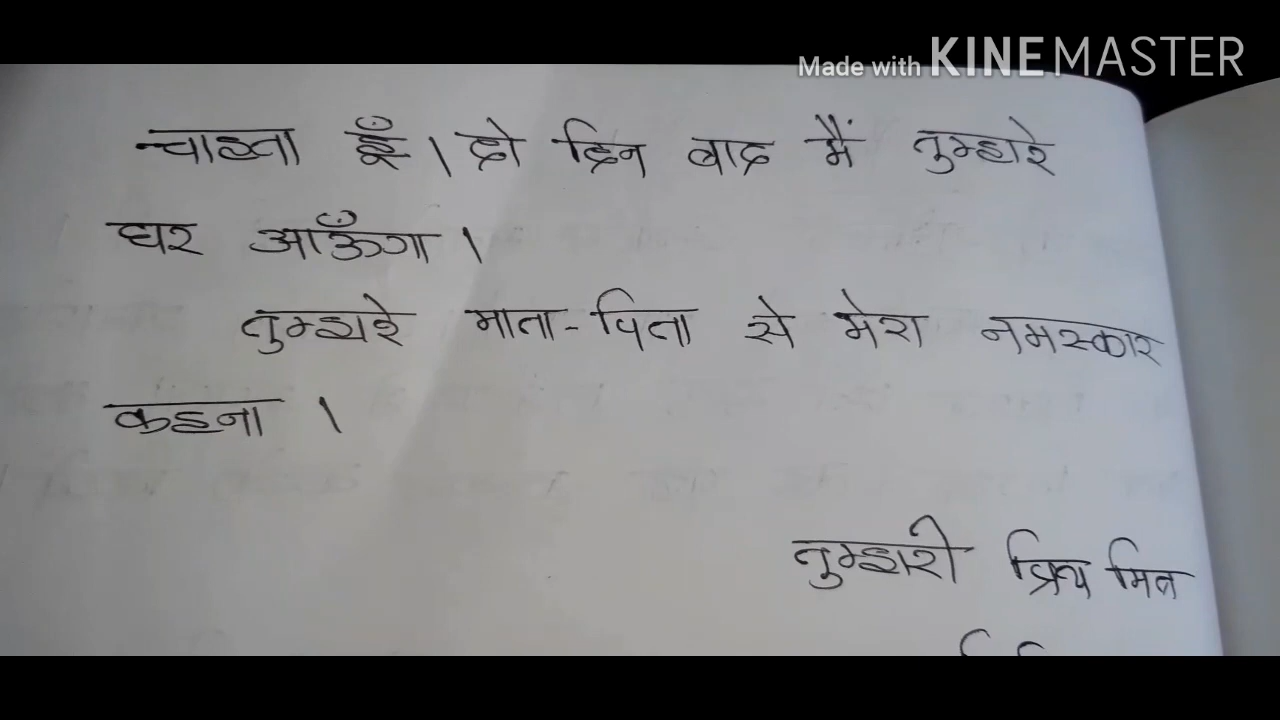 Made with KINEMASTER
चाहता हूँ। दो दिन बाद मैं तुम्हारे
घर आऊँगा।
तुम्हारे माता-पिता से मेरा नमस्कार
कहना।
तुम्हारी प्रिय मित्र